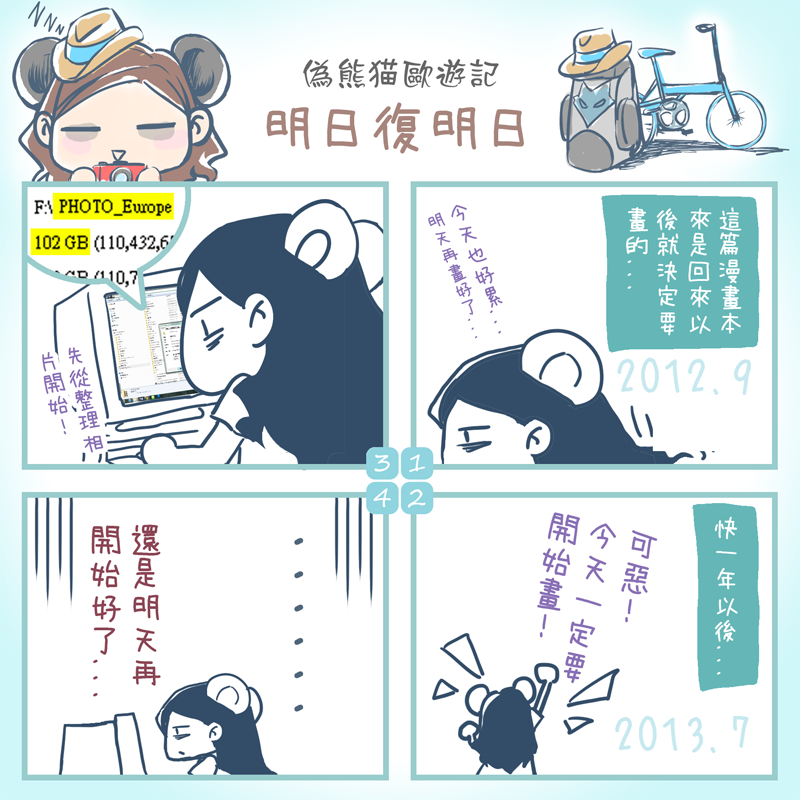 NNNn
偽熊猫歐遊記
明日復明日
這篇漫畫本
來是回來以
後就決定要
畫的...
2012.9
今天也好累...
明天再畫好了...
1
快一年以後...
可惡!
今天一定要
開始畫!
2013.7
2
F:\ PHOTO_Europe
102 GB (110,432,6
GB (110,7
先從整理相
片開始!
3
......
還是明天再
開始好了...
4